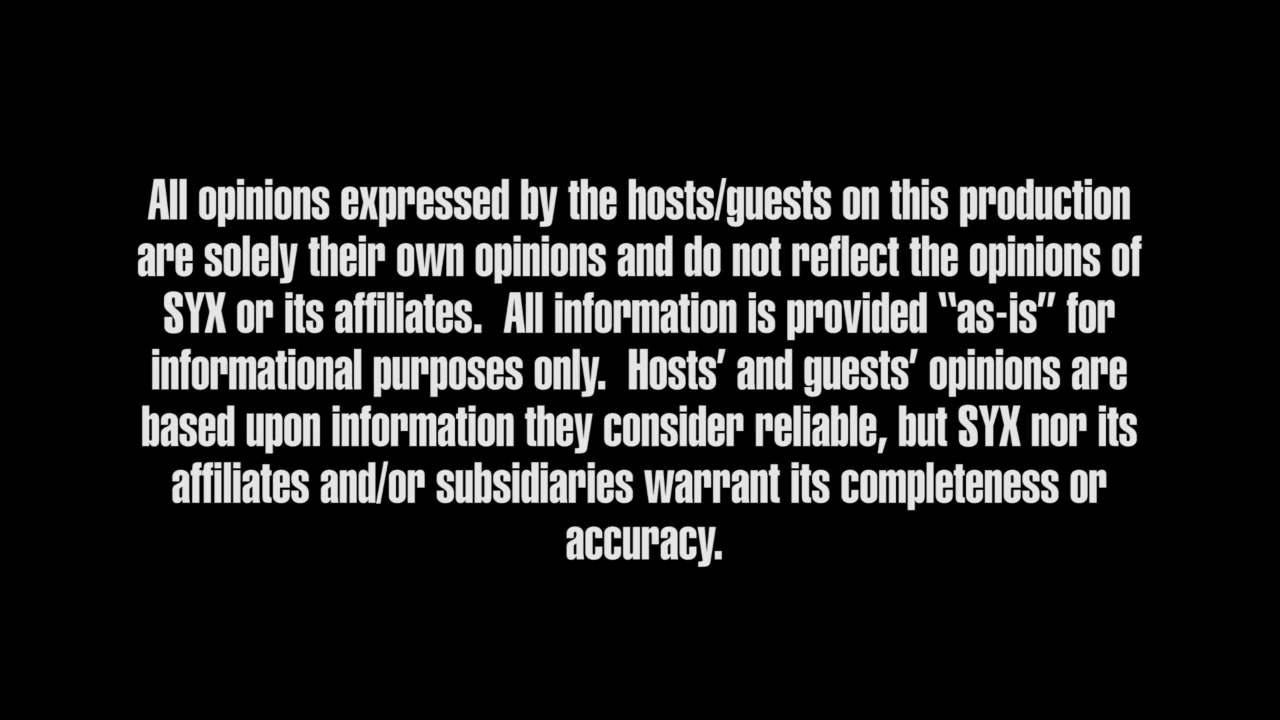 All opinions expressed by the hosts/guests on this production
are solely their own opinions and do not reflect the opinions of
SYX or its affiliates.  All information is provided “as-is” for
informational purposes only.  Hosts’ and guests’ opinions are
based upon information they consider reliable, but SYX nor its
affiliates and/or subsidiaries warrant its completeness or
accuracy.